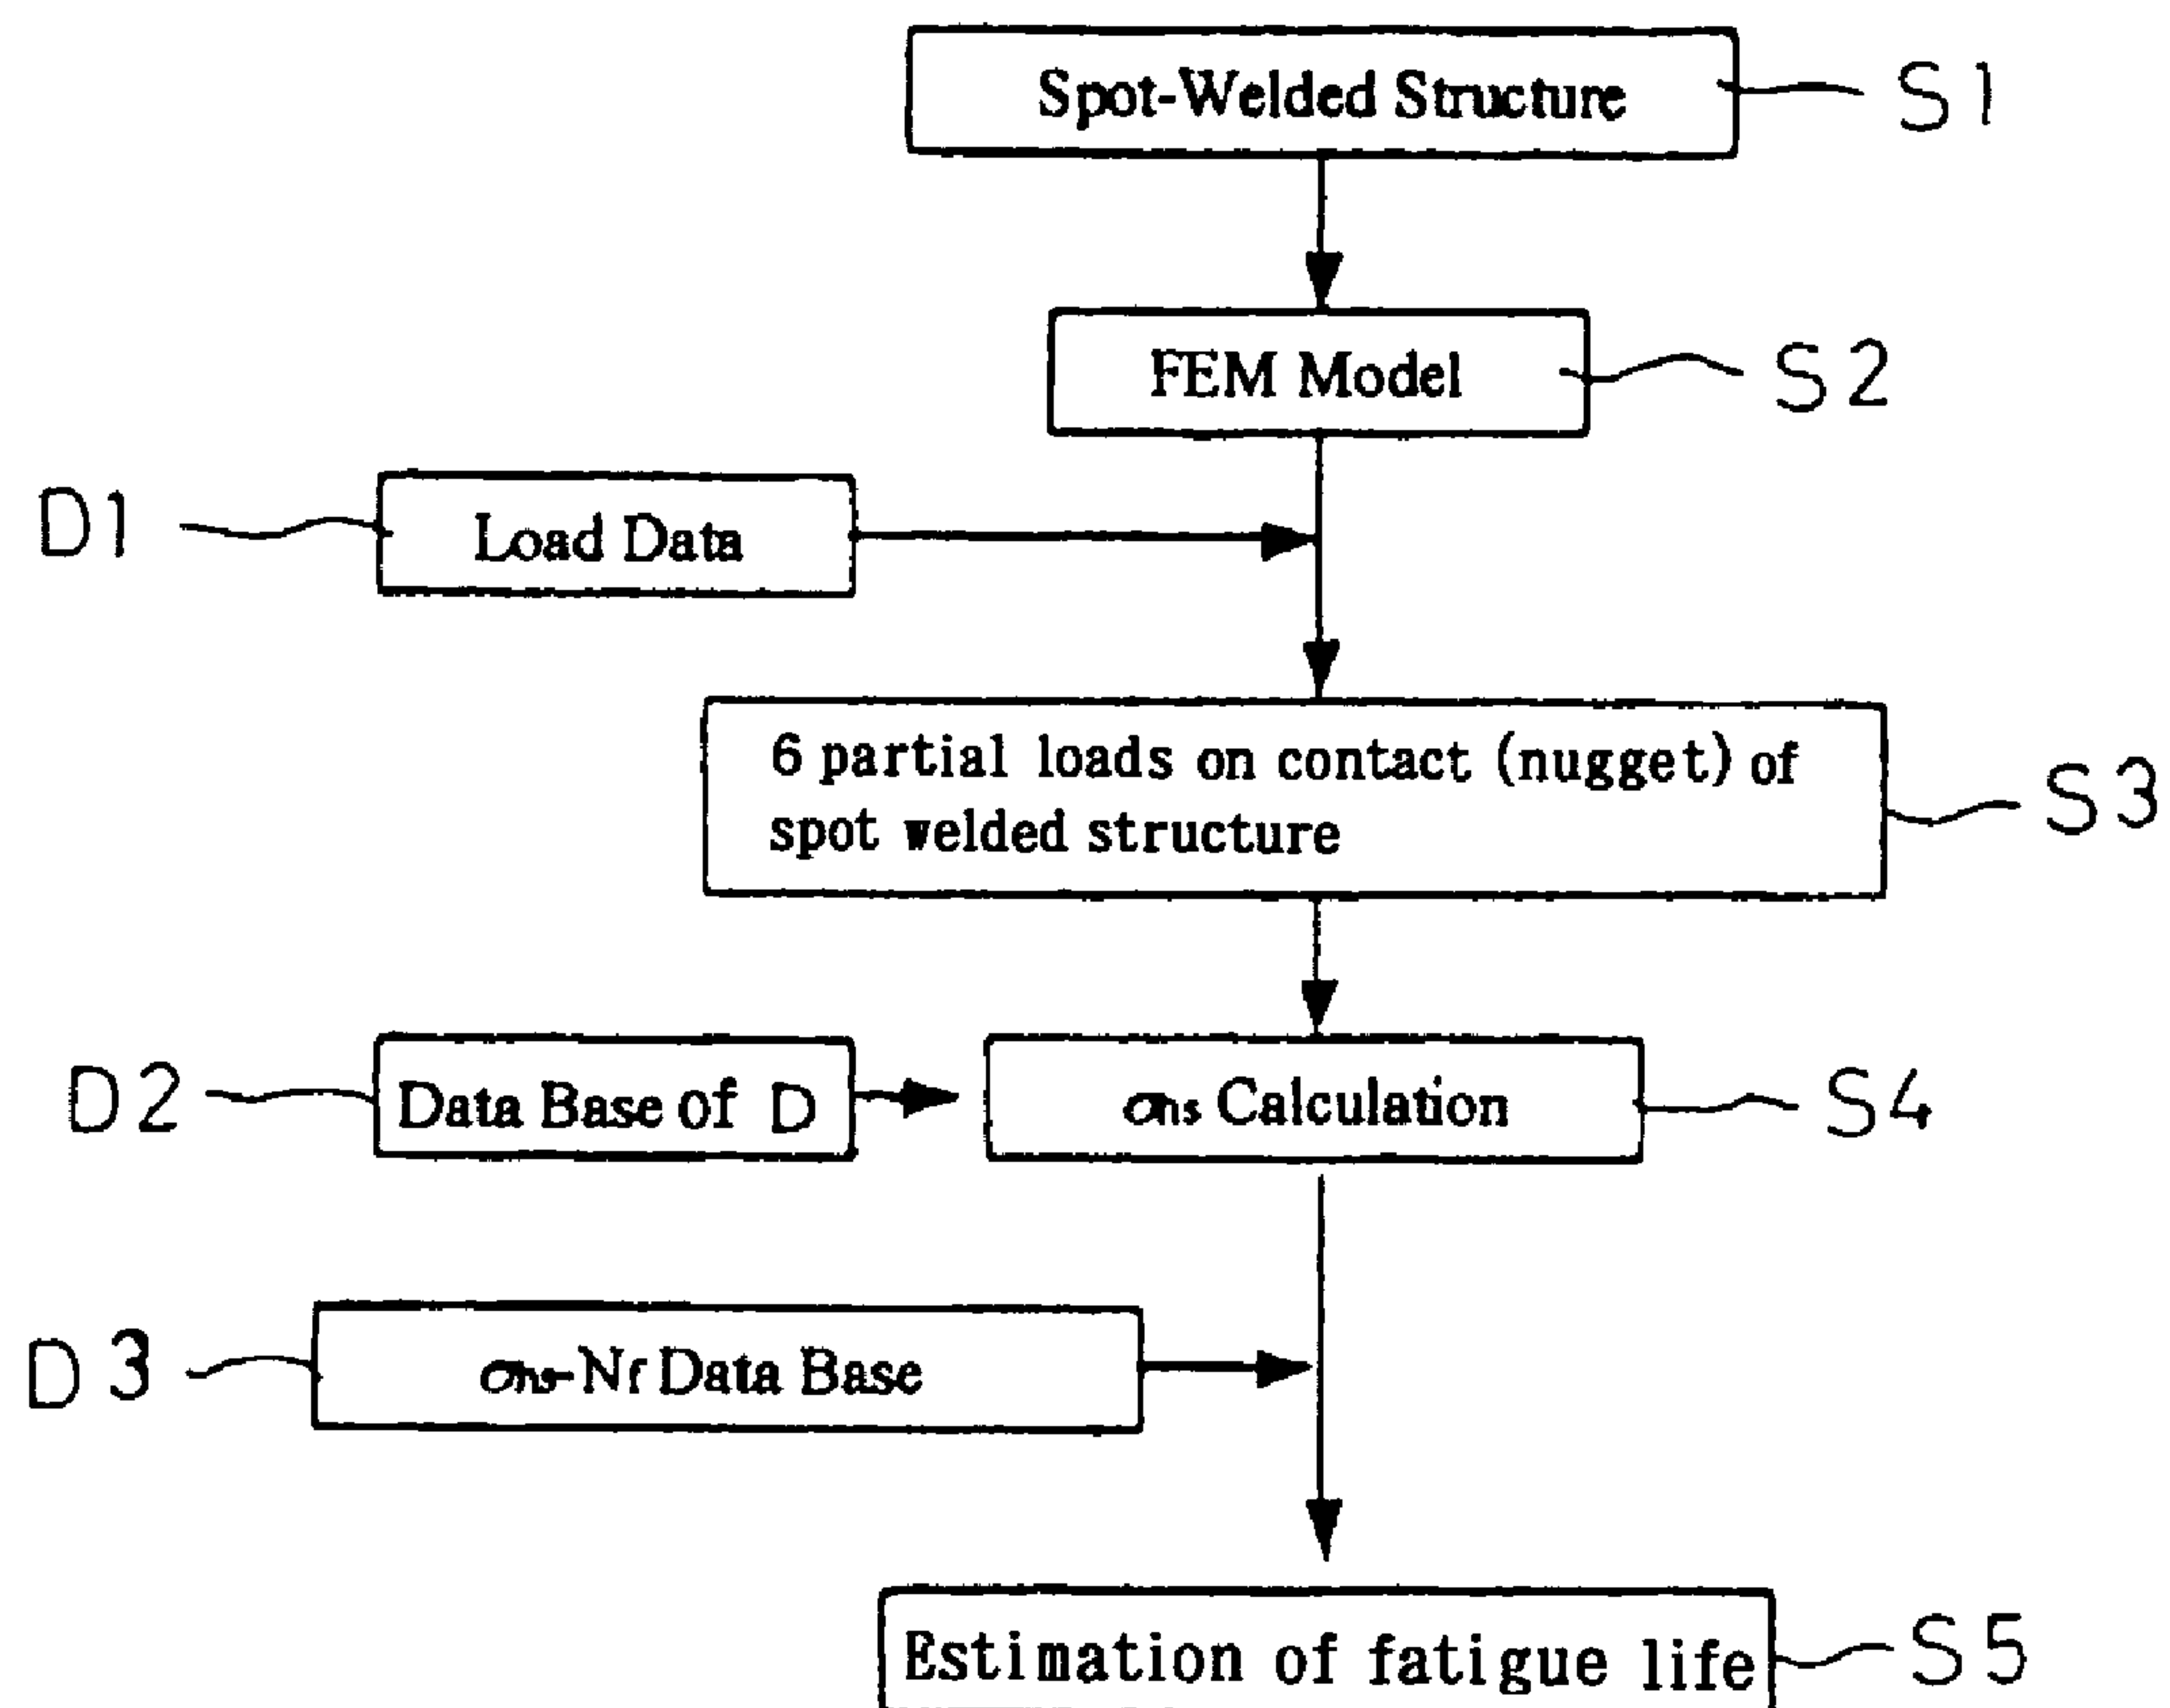 Spot-Welded Structure
S1
FEM Model
S2
D1
Load Data
6 partial loads on contact (nugget) of
spot welded structure
S3
D2
Data Base of D
σns Calculation
S4
D3
σns-Nf Data Base
Estimation of fatigue life
S5